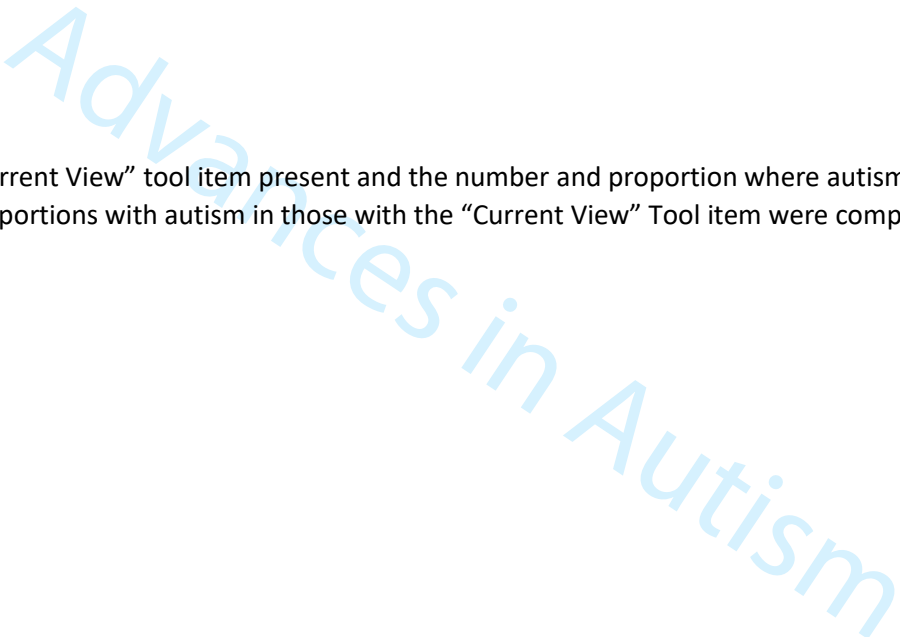 rrent View” tool item present and the number and proportion where autism
portions with autism in those with the “Current View” Tool item were comp
Advances in Autism